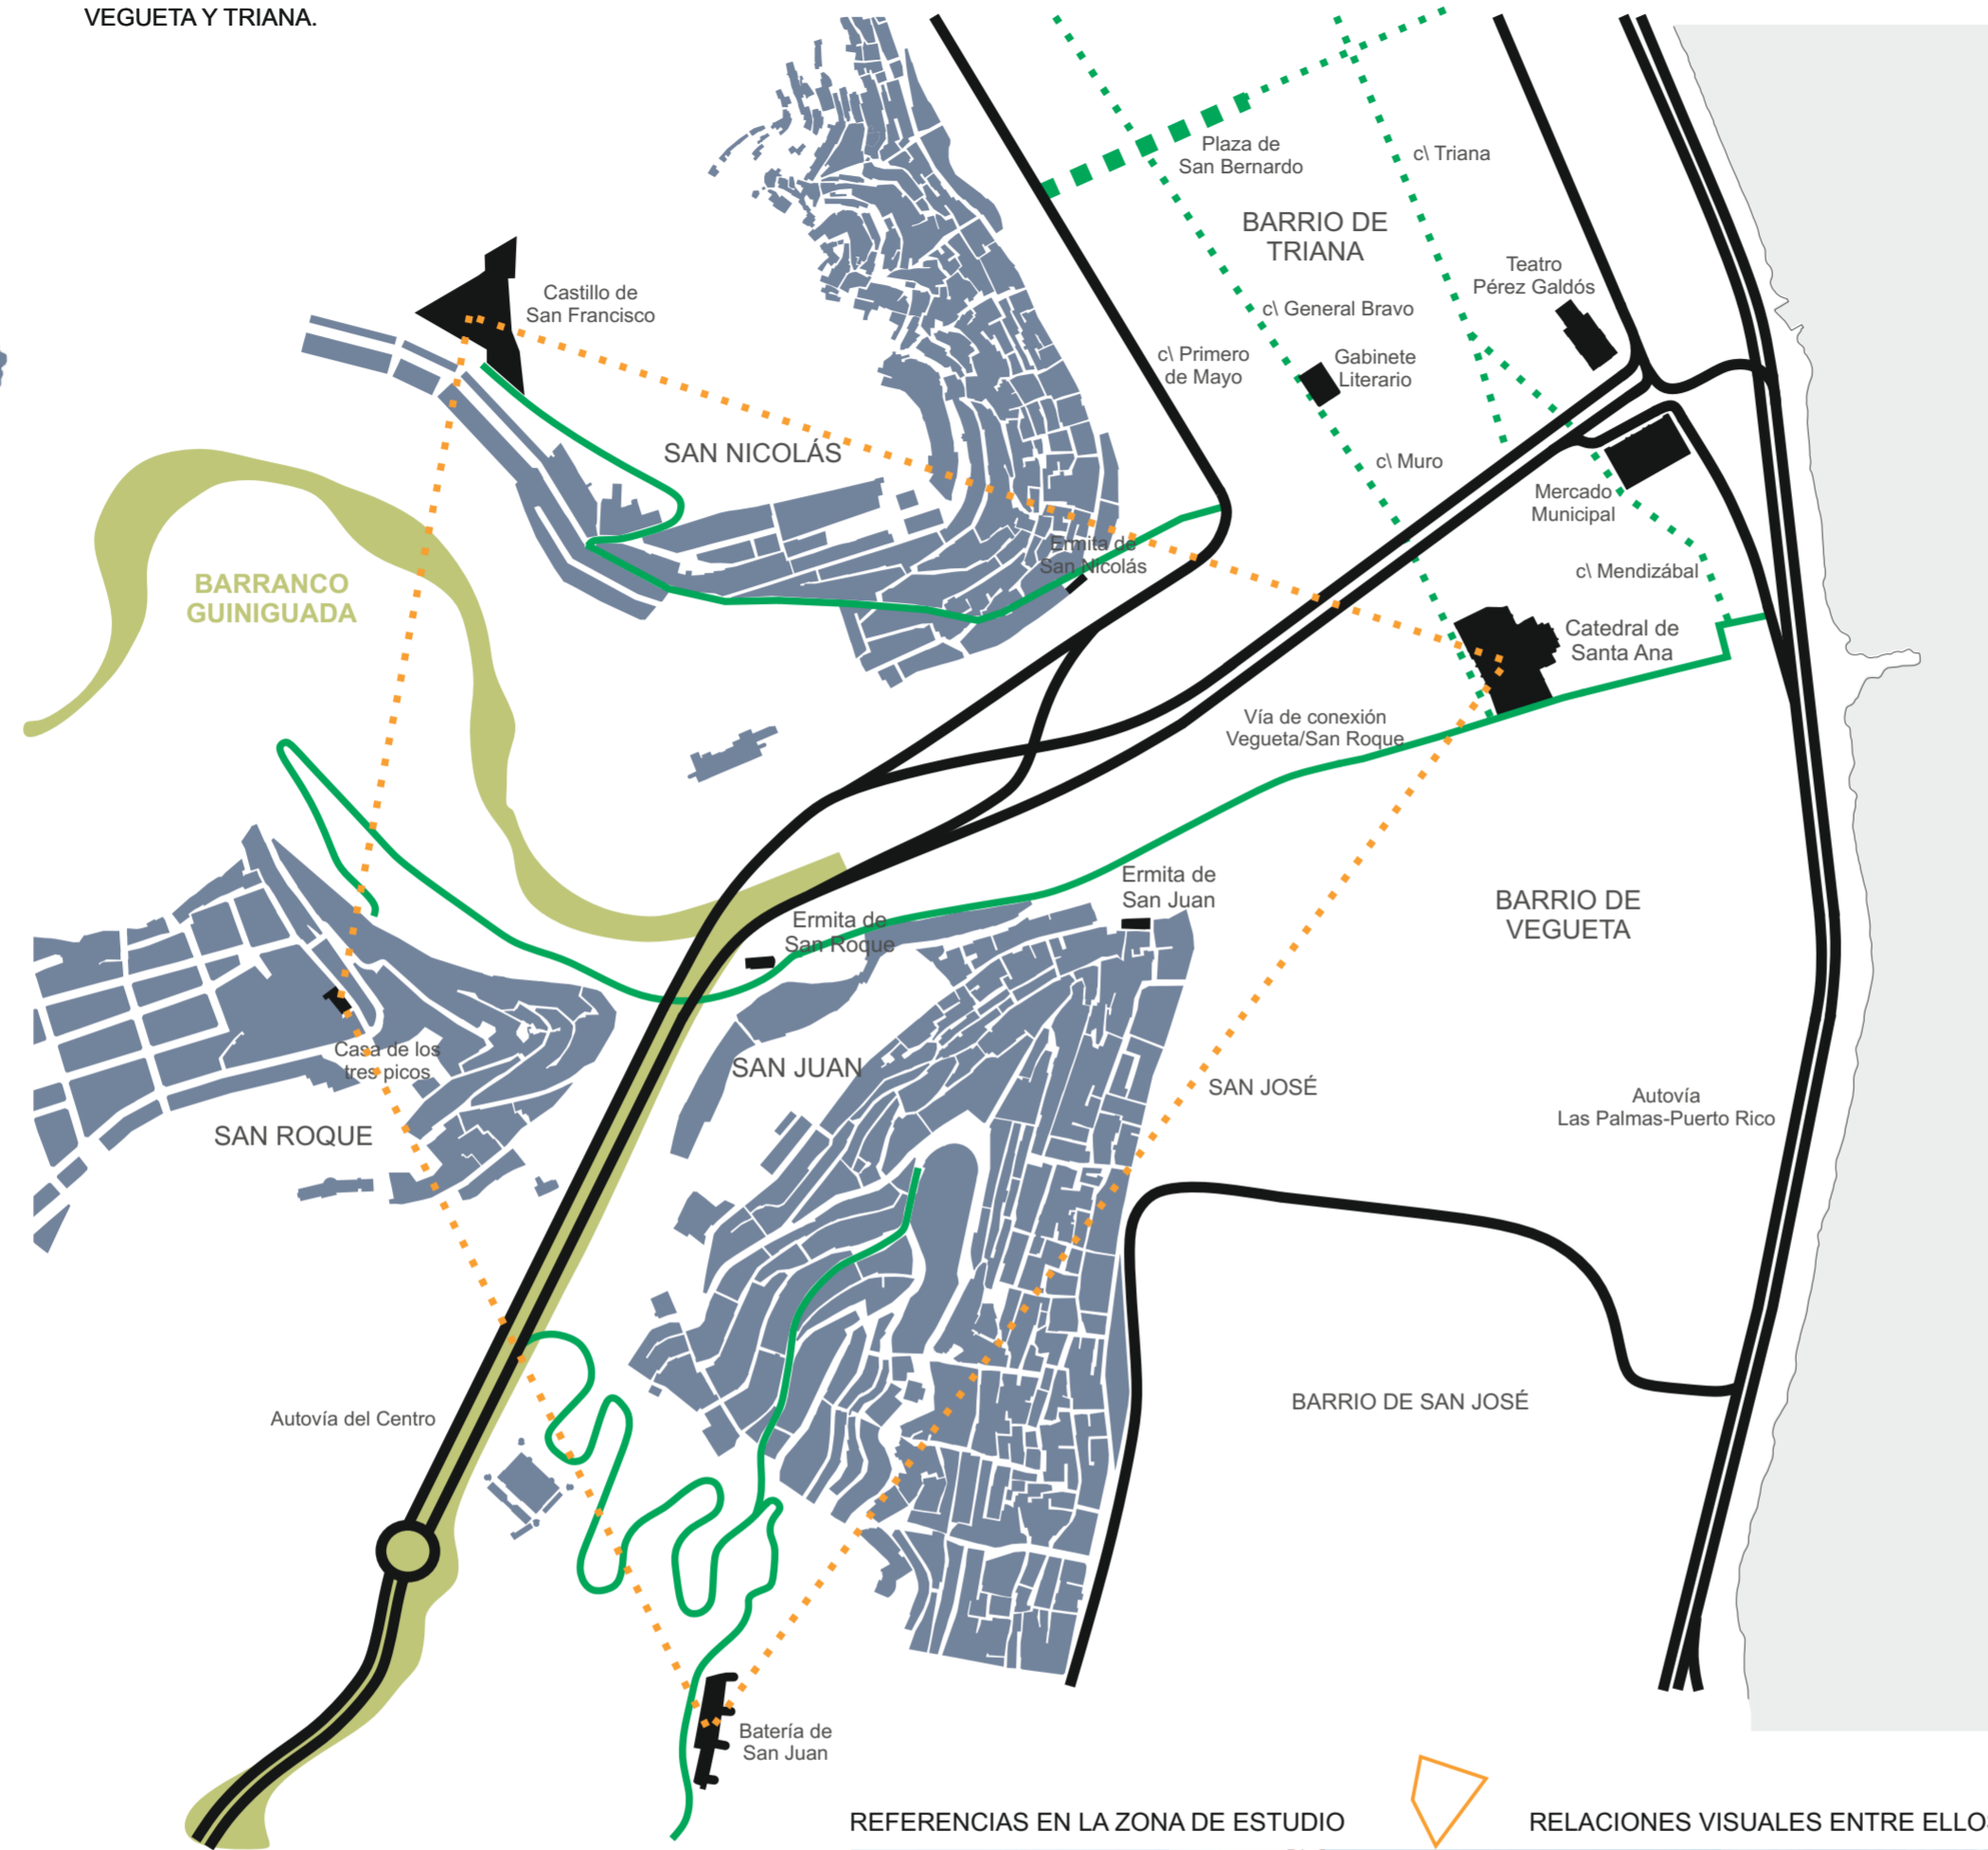 VEGUETA Y TRIANA.
Plaza de
San Bernardo
c\ Triana
BARRIO DE
TRIANA
Teatro
Pérez Galdós
Castillo de
San Francisco
c\ General Bravo
c\ Primero
de Mayo
Gabinete
Literario
SAN NICOLÁS
c\ Muro
Mercado
Municipal
Ermita de
San Nicolás
c\ Mendizábal
BARRANCO
GUINIGUADA
Catedral de
Santa Ana
Vía de conexión
Vegueta/San Roque
Ermita de
San Juan
BARRIO DE
VEGUETA
Ermita de
San Roque
Casa de los
tres picos
SAN JUAN
SAN JOSÉ
Autovía
Las Palmas-Puerto Rico
SAN ROQUE
BARRIO DE SAN JOSÉ
Autovía del Centro
Batería de
San Juan
REFERENCIAS EN LA ZONA DE ESTUDIO
RELACIONES VISUALES ENTRE ELLO